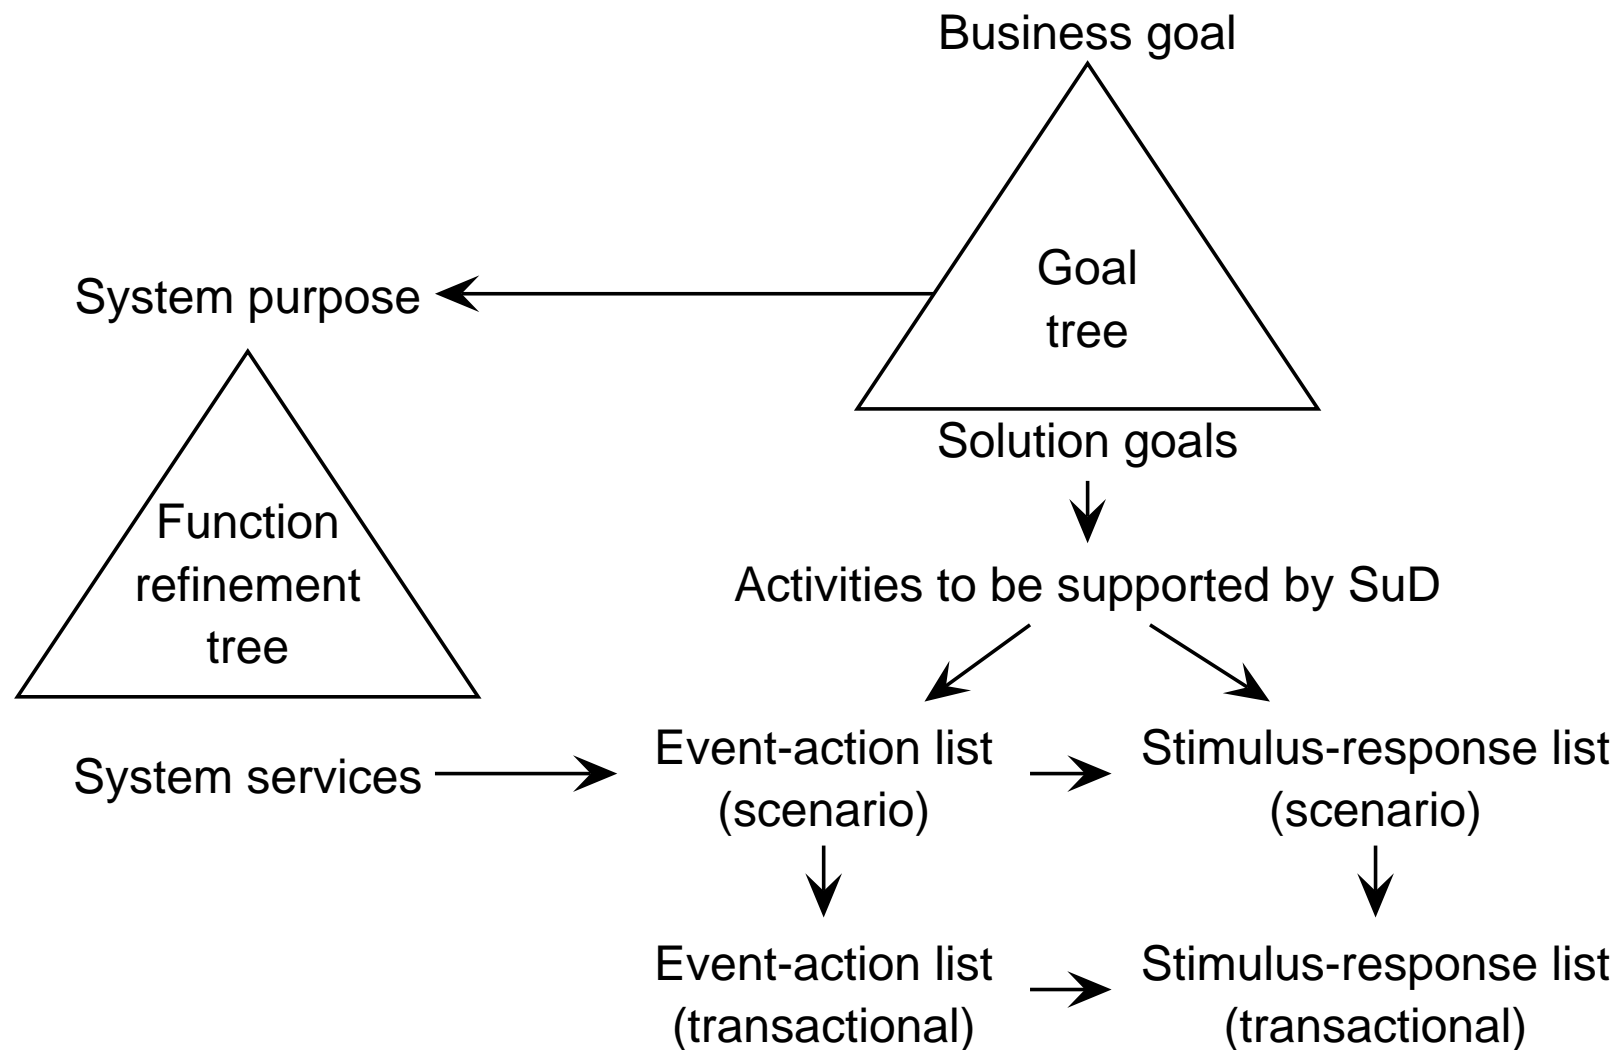 Business goal
Goal
tree
System purpose
Solution goals
Function
refinement
tree
Activities to be supported by SuD
System services
Event-action list
(scenario)
Stimulus-response list
(scenario)
Event-action list
(transactional)
Stimulus-response list
(transactional)